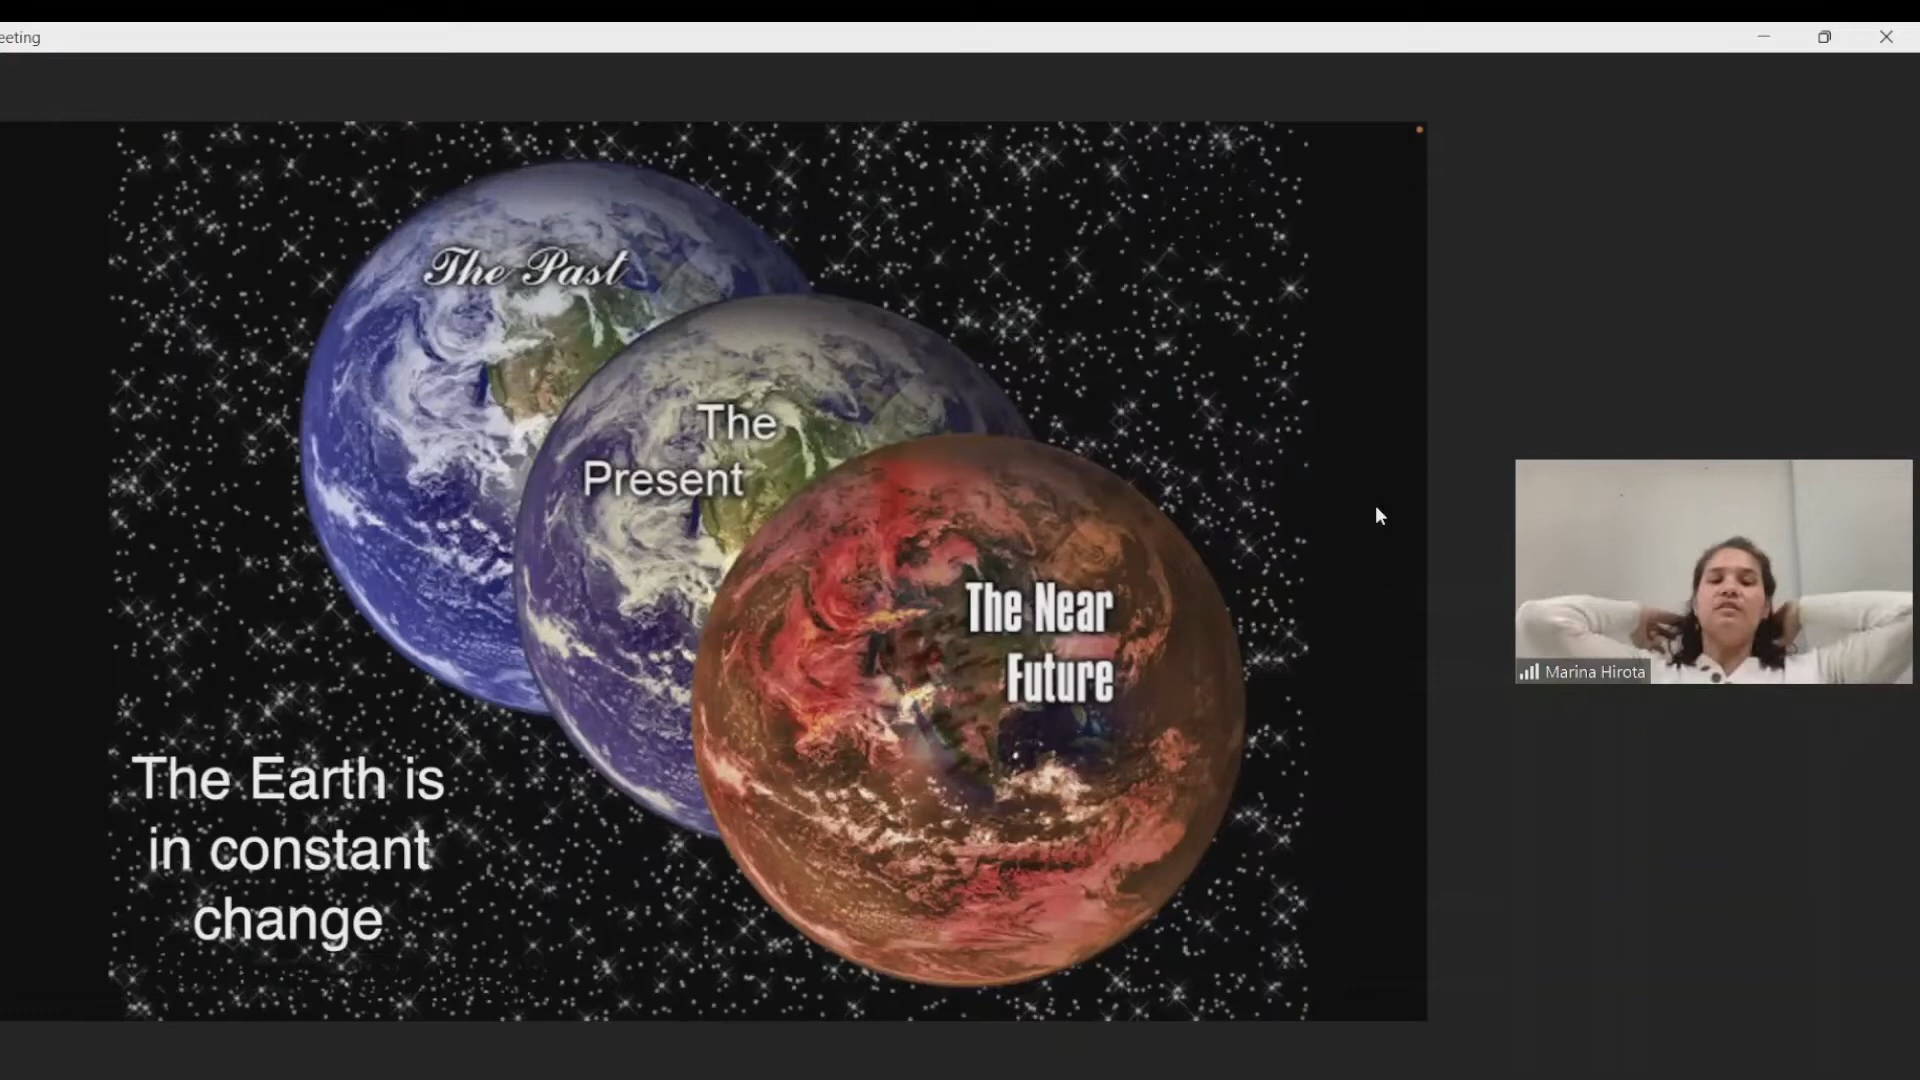 eeting
The Past
The
Present
The Near
Future
The Earth is
in constant
change
Marina Hirota